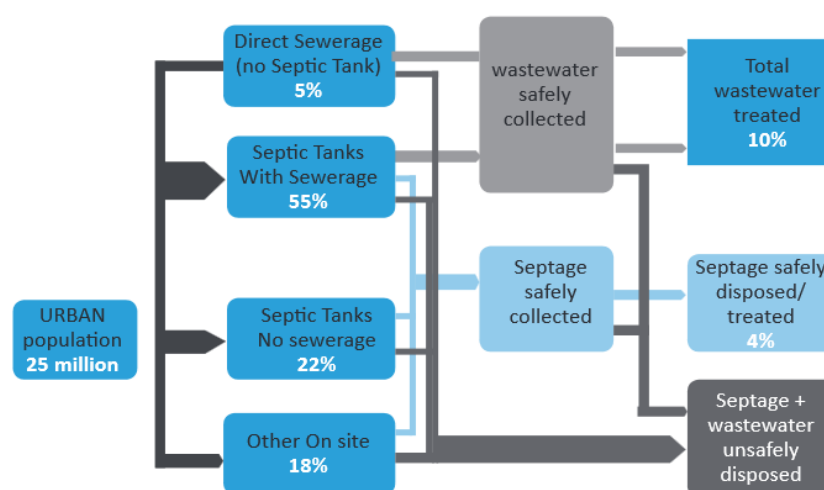 Direct Sewerage
(no Septic Tank)
5%
wastewater
safely
collected
Total
wastewater
treated
10%
Septic Tanks
With Sewerage
55%
URBAN
population
25 million
Septic Tanks
No sewerage
22%
Septage
safely
collected
Septage safely
disposed/
treated
4%
Other On site
18%
Septage +
wastewater
unsafely
disposed